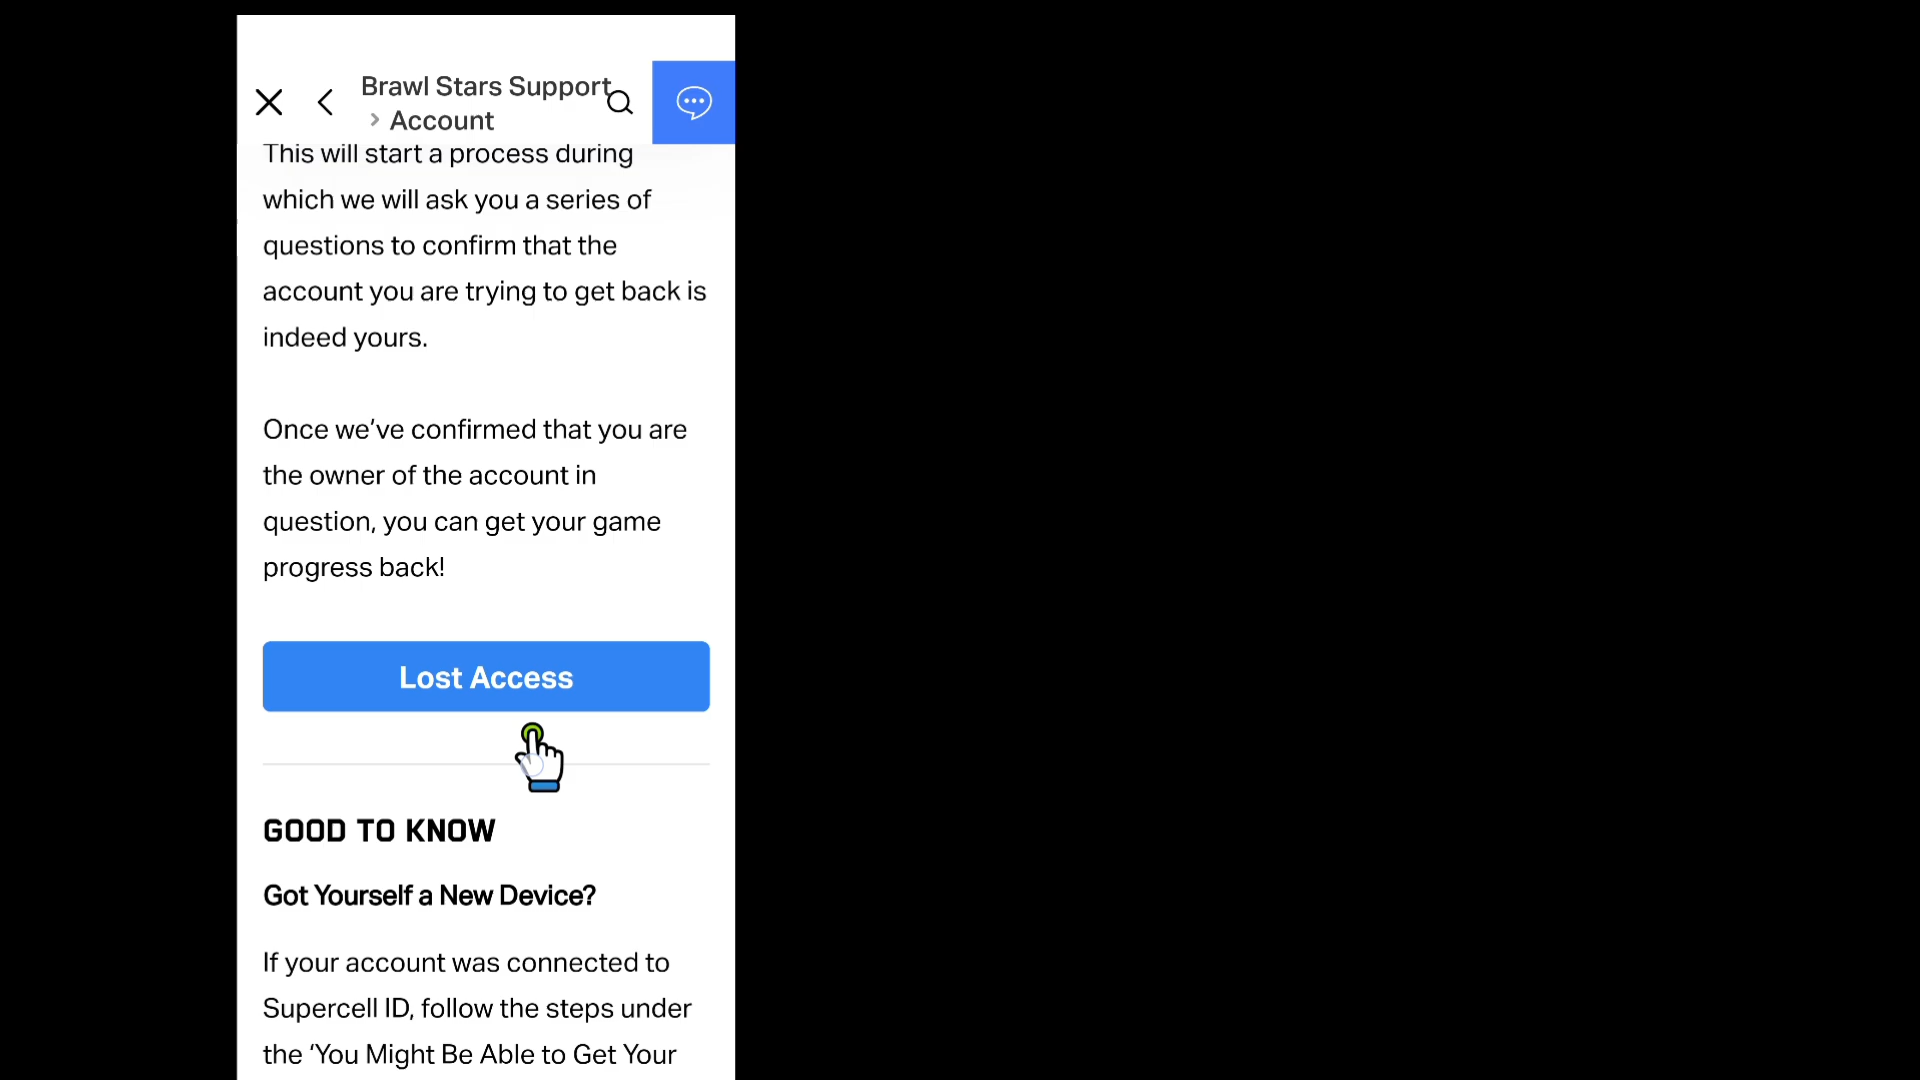 Brawl Stars Support
> Account
This will start a process during
which we will ask you a series of
questions to confirm that the
account you are trying to get back is
indeed yours.
Once we’ve confirmed that you are
the owner of the account in
question, you can get your game
progress back!
Lost Access
GOOD TO KNOW
Got Yourself a New Device?
If your account was connected to
Supercell ID, follow the steps under
the ‘You Might Be Able to Get Your